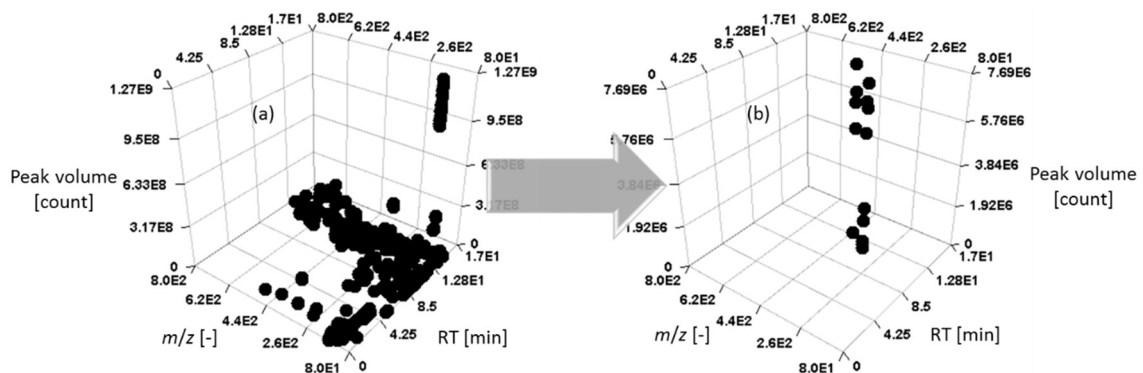 8.0E2
1.7E1
6.2E2
1.28E1
4.4E2
8.5
2.6E2
4.25
8.0E1
0
1.27E9
1.27E9
(a)
9.5E8
9.5E8
6.33E8
6.33E8
Peak volume
[count]
3.17E8
3.17E8
0
0
8.0E2
1.7E1
6.2E2
1.28E1
4.4E2
8.5
m/z [-]
2.6E2
4.25
RT [min]
8.0E1
0
8.0E2
1.7E1
6.2E2
1.28E1
4.4E2
8.5
2.6E2
4.25
8.0E1
0
7.69E6
7.69E6
(b)
5.76E6
5.76E6
3.84E6
3.84E6
Peak volume
[count]
1.92E6
1.92E6
0
0
8.0E2
1.7E1
6.2E2
1.28E1
4.4E2
8.5
m/z [-]
2.6E2
4.25
RT [min]
8.0E1
0